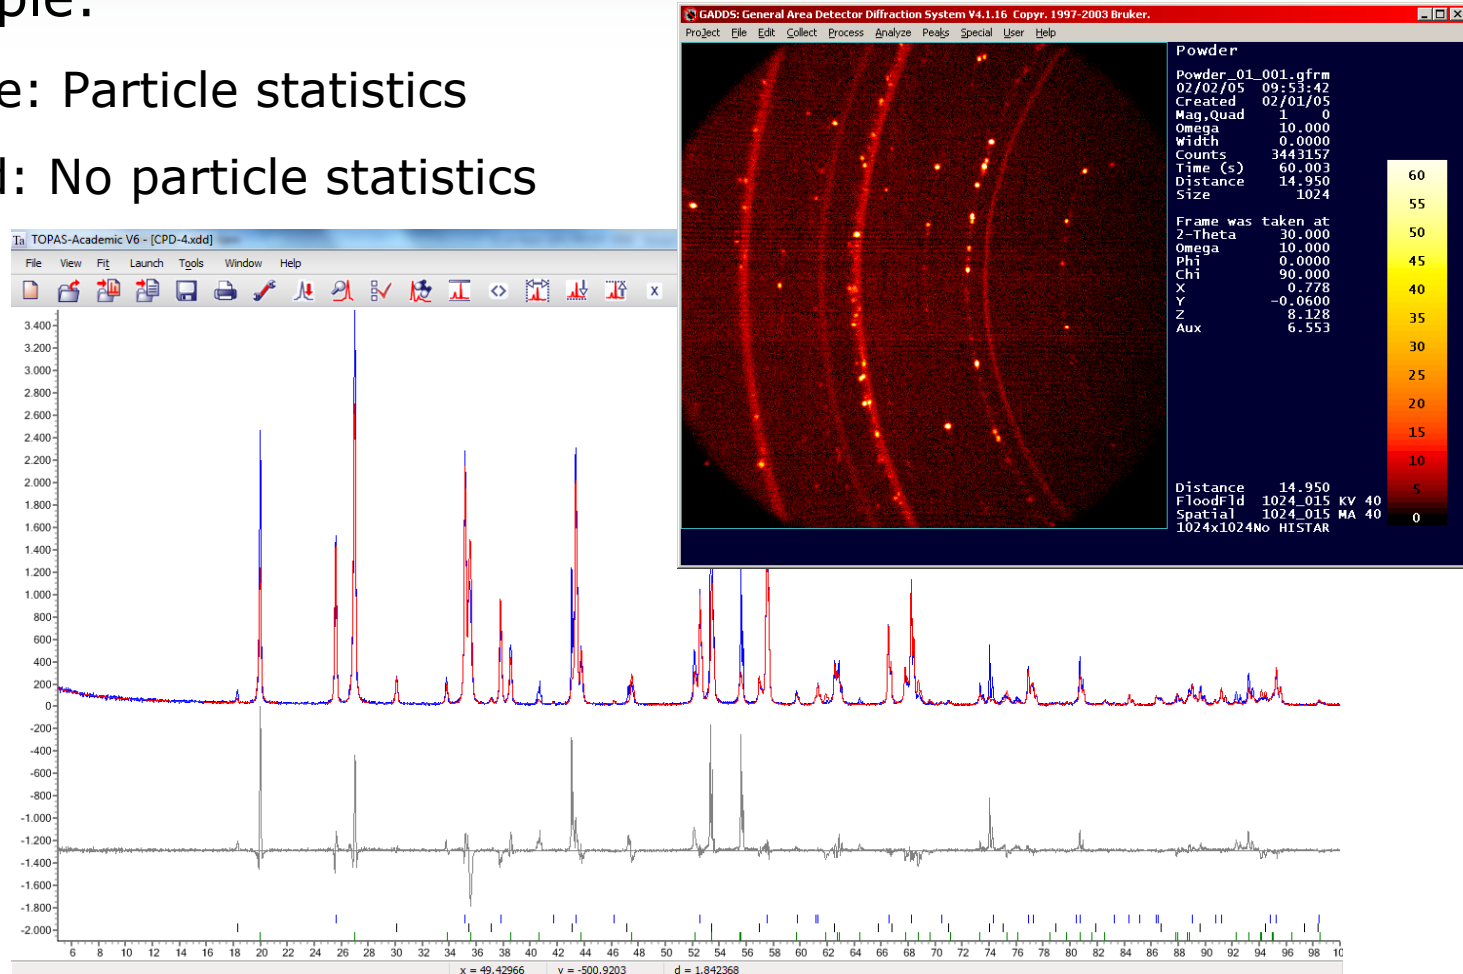 ple:
e: Particle statistics
d: No particle statistics
GADDS: General Area Detector Diffraction System V4.1.16 Copyr. 1997-2003 Bruker.
Project File Edit Collect Process Analyze Peaks Special User Help
Powder
Powder_01_001.gfrm
02/02/05 09:53:42
Created 02/01/05
Mag,Quad 1 0
Omega 10.000
Width 0.0000
Counts 3443157
Time (s) 60.003
Distance 14.950
Size 1024
Frame was taken at
2-Theta 30.000
Omega 10.000
Phi 0.0000
Chi 90.000
X 0.778
Y -0.0600
Z 8.128
Aux 6.553
Distance 14.950
FloodFld 1024_015 KV 40
Spatial 1024_015 MA 40
1024x1024No HISTAR
60
55
50
45
40
35
30
25
20
15
10
5
0
Ta TOPAS-Academic V6 - [CPD-4.xdd]
File View Fit Launch Tools Window Help
X
3.400
3.200
3.000
2.800
2.600
2.400
2.200
2.000
1.800
1.600
1.400
1.200
1.000
800
600
400
200
0
-200
-400
-600
-800
-1.000
-1.200
-1.400
-1.600
-1.800
-2.000
6 8 10 12 14 16 18 20 22 24 26 28 30 32 34 36 38 40 42 44 46 48 50 52 54 56 58 60 62 64 66 68 70 72 74 76 78 80 82 84 86 88 90 92 94 96 98 10
x = 49.42966 y = -500.9203 d = 1.842368